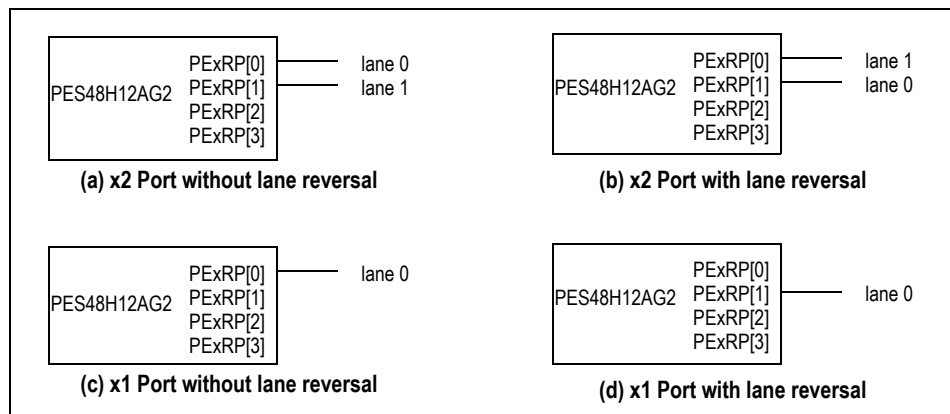 PES48H12AG2
PExRP[0] lane 0
PExRP[1] lane 1
PExRP[2]
PExRP[3]
(a) x2 Port without lane reversal
PES48H12AG2
PExRP[0] lane 1
PExRP[1] lane 0
PExRP[2]
PExRP[3]
(b) x2 Port with lane reversal
PES48H12AG2
PExRP[0] lane 0
PExRP[1]
PExRP[2]
PExRP[3]
(c) x1 Port without lane reversal
PES48H12AG2
PExRP[0]
PExRP[1] lane 0
PExRP[2]
PExRP[3]
(d) x1 Port with lane reversal